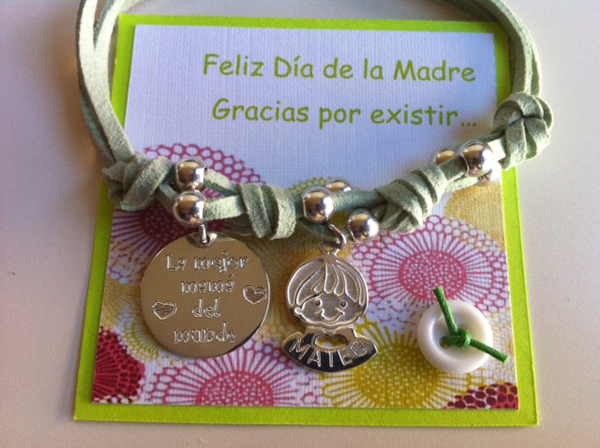 Feliz Día de la Madre
Gracias por existir...
La mejor
mamá
del
mundo
MATEO